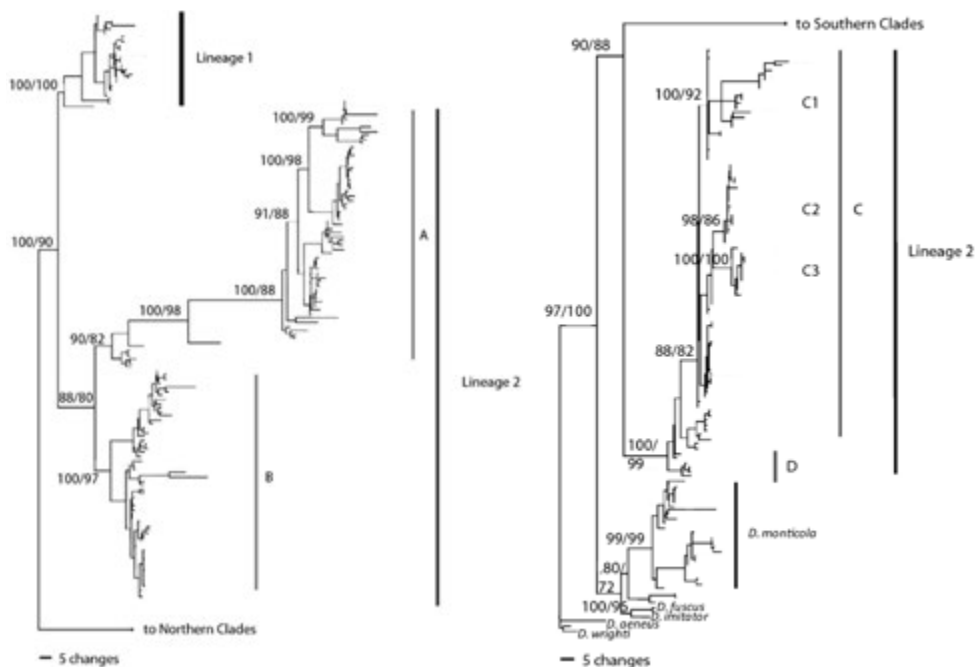 100/100
Lineage 1
100/99
100/98
91/88
A
100/90
100/88
100/98
90/82
Lineage 2
88/80
100/97
B
to Northern Clades
5 changes
to Southern Clades
90/88
100/92
C1
98/86
C2
C
Lineage 2
100/100
C3
97/100
88/82
100/
99
D
D. monticola
99/99
80/
72
100/96
D. fuscus
D. imitator
D. aeneus
D. wrighti
5 changes